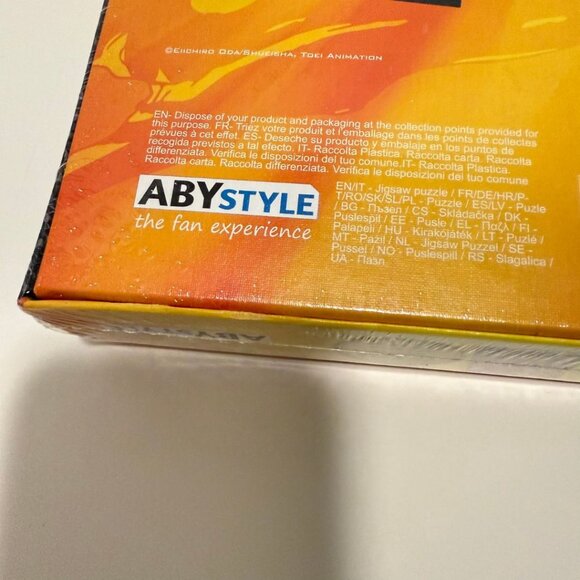 ©Eiichiro Oda/Shueisha, Toei Animation
EN- Dispose of your product and packaging at the collection points provided for
this purpose. FR- Triez votre produit et l'emballage dans les points de collectes
prévues à cet effet. ES- Deseche su producto y embalaje en los puntos de
recogida previstos a tal efecto. IT- Raccolta Plastica. Raccolta carta. Raccolta
differenziata. Verifica le disposizioni del tuo comune.IT- Raccolta Plastica.
Raccolta carta. Raccolta differenziata. Verifica le disposizioni del tuo comune
ABYSTYLE
the fan experience
EN/IT - Jigsaw puzzle / FR/DE/HR/P-
T/RO/SK/SL/PL - Puzzle / ES/LV - Puzle
/ BG - Пъзел / CS - Skládačka / DK -
Puslespil / EE - Pusle / EL - Παζλ / FI -
Palapeli / HU - Kirakójáték / LT - Puzlė /
MT - Pażil / NL - Jigsaw Puzzel / SE -
Pussel / NO - Puslespill / RS - Slagalica /
UA - Пазл